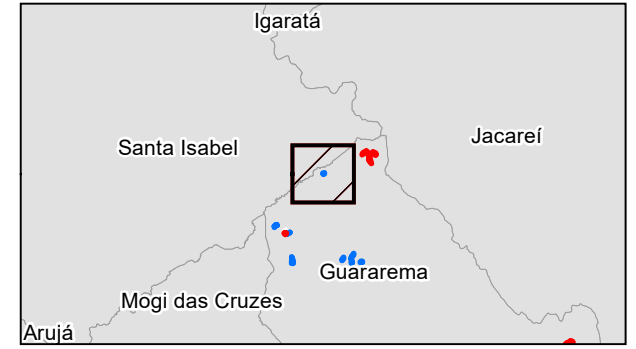 Igaratá
Santa Isabel
Jacareí
Guararema
Mogi das Cruzes
Arujá